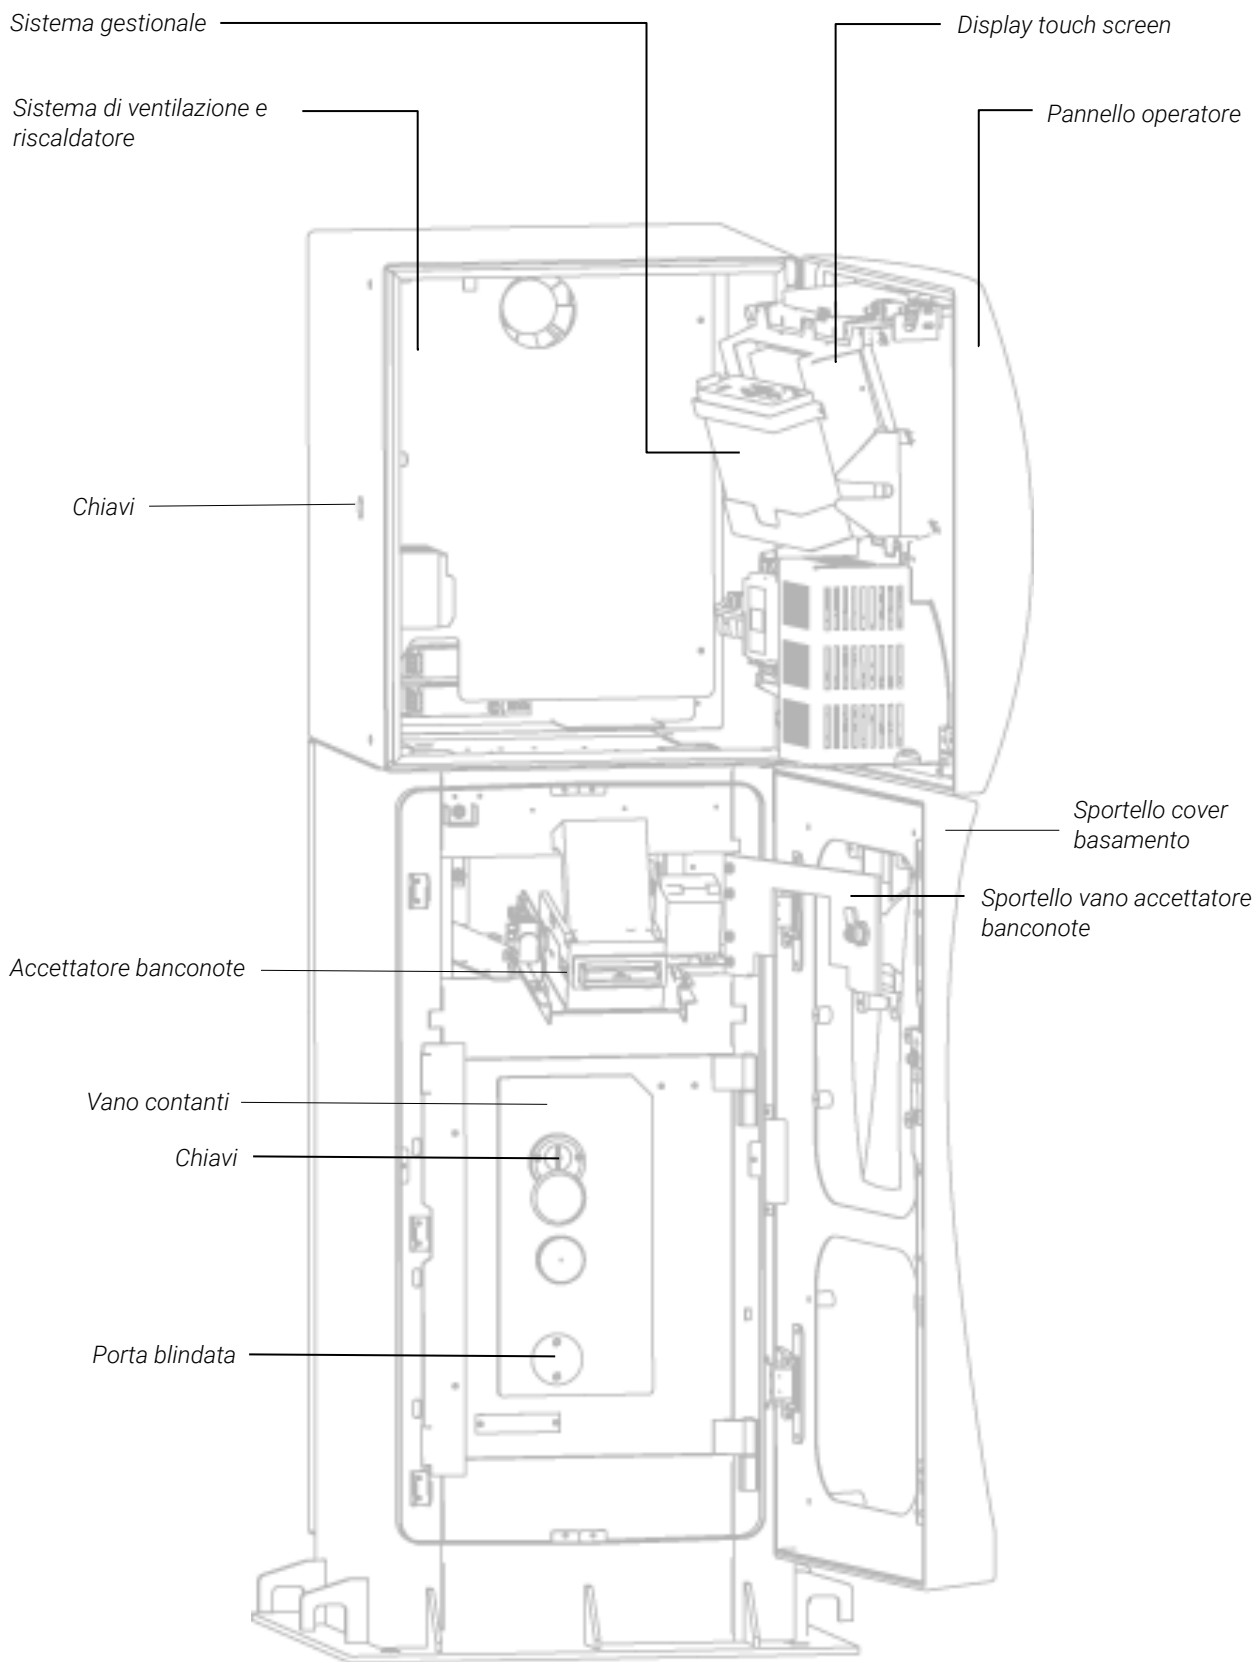 Sistema gestionale
Display touch screen
Sistema di ventilazione e
riscaldatore
Pannello operatore
Chiavi
Sportello cover
basamento
Sportello vano accettatore
banconote
Accettatore banconote
Vano contanti
Chiavi
Porta blindata